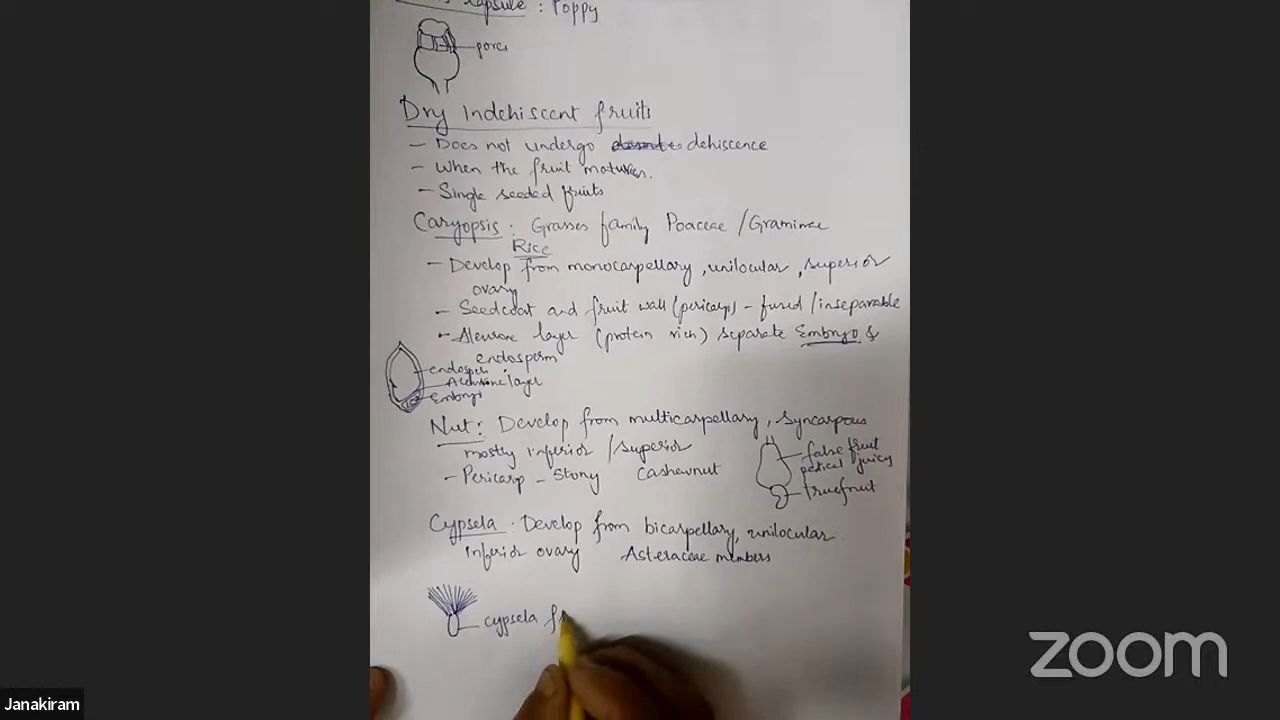 capsule : Poppy
pores
Dry Indehiscent fruits
- Does not undergo dehiscence
- When the fruit matures.
- Single seeded fruits
Caryopsis : Grasses family Poaceae / Graminae
Rice
- Develop from monocarpellary, unilocular, superior
ovary
- Seedcoat and fruit wall (pericarp) - fused / inseparable
- Aleurone layer (protein rich) separate Embryo &
endosperm
endosperm
Aleurone layer
Embryo
Nut : Develop from multicarpellary, syncarpous
mostly inferior / superior
- Pericarp - Stony Cashewnut
false fruit
juicy
truefruit
Cypsela : Develop from bicarpellary, unilocular
inferior ovary Asteraceae members
cypsela f
zoom
Janakiram